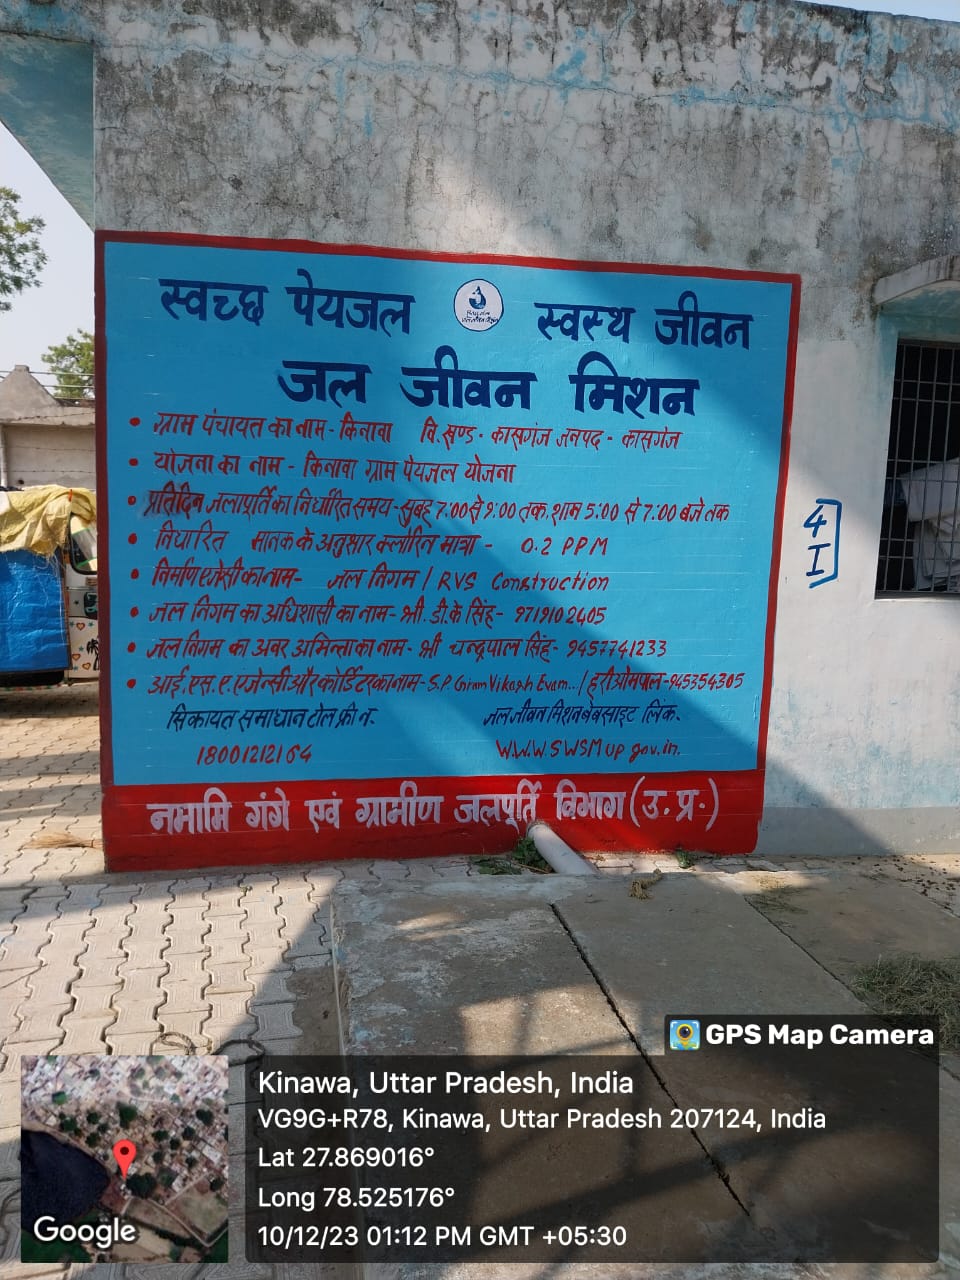 स्वच्छ पेयजल स्वस्थ जीवन
जल जीवन मिशन
• ग्राम पंचायत का नाम - किनावा वि.खण्ड - कासगंज जनपद - कासगंज
• योजना का नाम - किनावा ग्राम पेयजल योजना
• प्रतिदिन जलापूर्ति का निर्धारित समय - सुबह 7:00 से 9:00 तक, शाम 5:00 से 7:00 बजे तक
• निर्धारित मानक के अनुसार क्लोरिन मात्रा - 0.2 PPM
• निर्माण एजेंसी का नाम - जल निगम / RVS Construction
• जल निगम का अधिशासी का नाम - श्री. डी.के सिंह - 9719102405
• जल निगम का अवर अभियन्ता का नाम - श्री चन्द्रपाल सिंह - 9457741233
• आई.एस.ए. एजेन्सी और कोर्डिटर का नाम - S.P. Gram Vikash Evam.. / हरीओमपाल - 945354305
सिकायत समाधान टोल फ्री नं. जल जीवन मिशन बेबसाइट लिंक.
18001212164 W.W.W SWSM up gov.in.
नमामि गंगे एवं ग्रामीण जलपूर्ति विभाग (उ.प्र.)
4
I
GPS Map Camera
Kinawa, Uttar Pradesh, India
VG9G+R78, Kinawa, Uttar Pradesh 207124, India
Lat 27.869016°
Long 78.525176°
10/12/23 01:12 PM GMT +05:30
Google